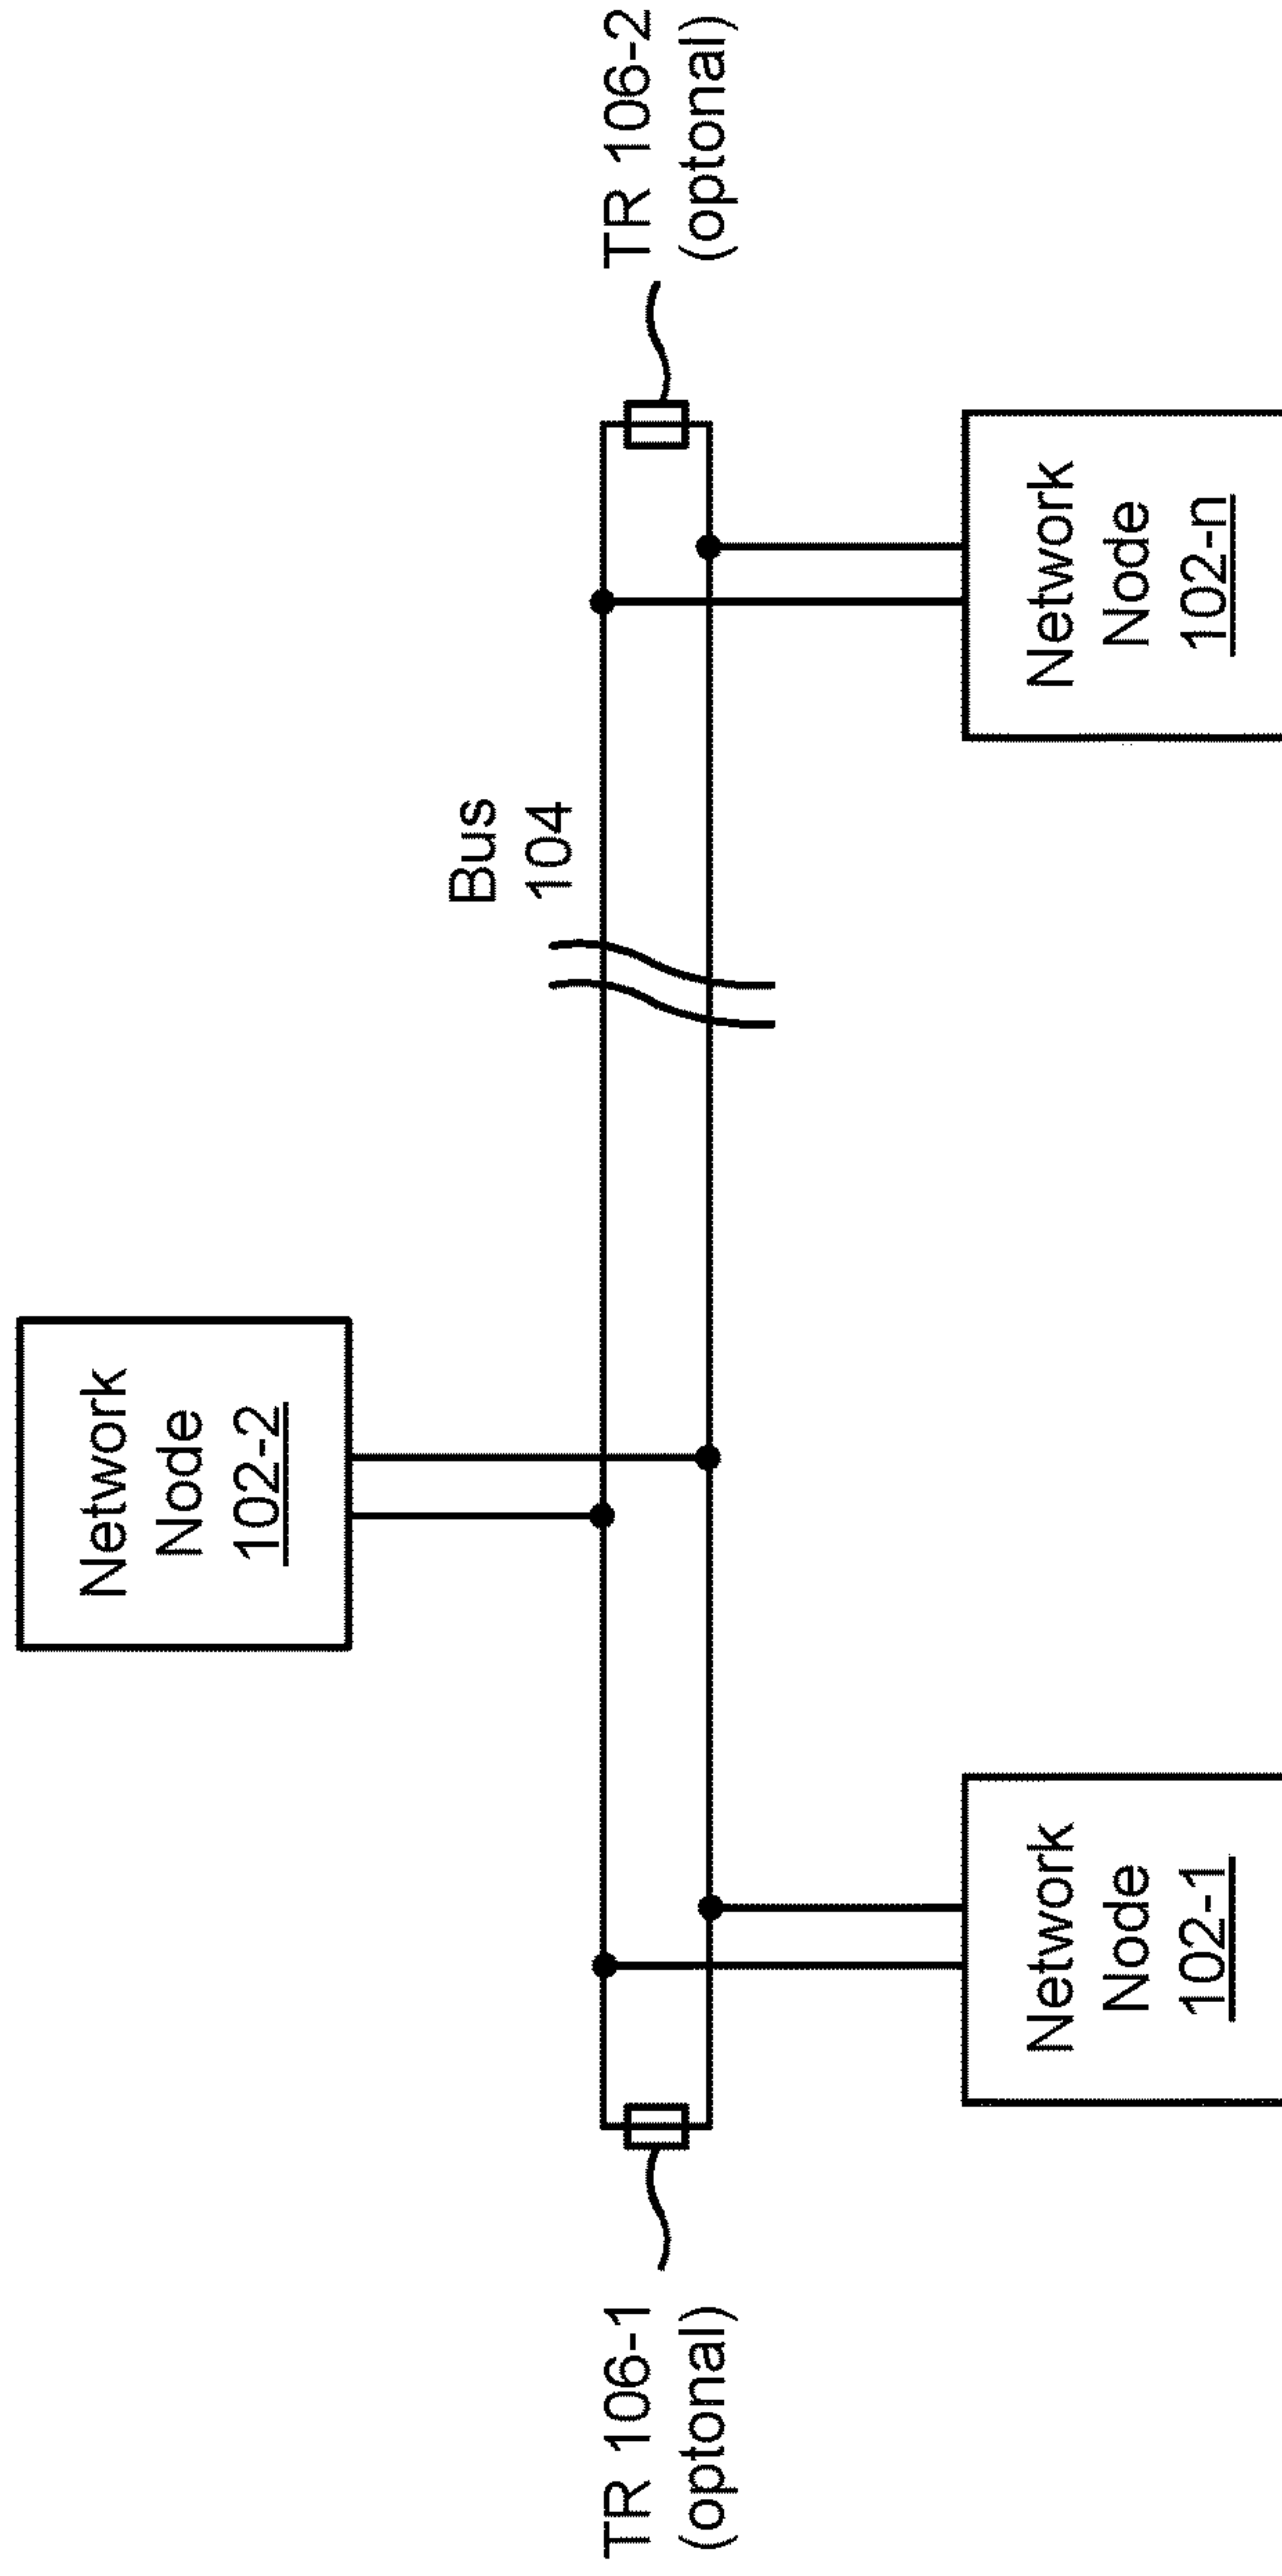 Network
Node
102-2
Bus
104
TR 106-1
(optonal)
TR 106-2
(optonal)
Network
Node
102-1
Network
Node
102-n